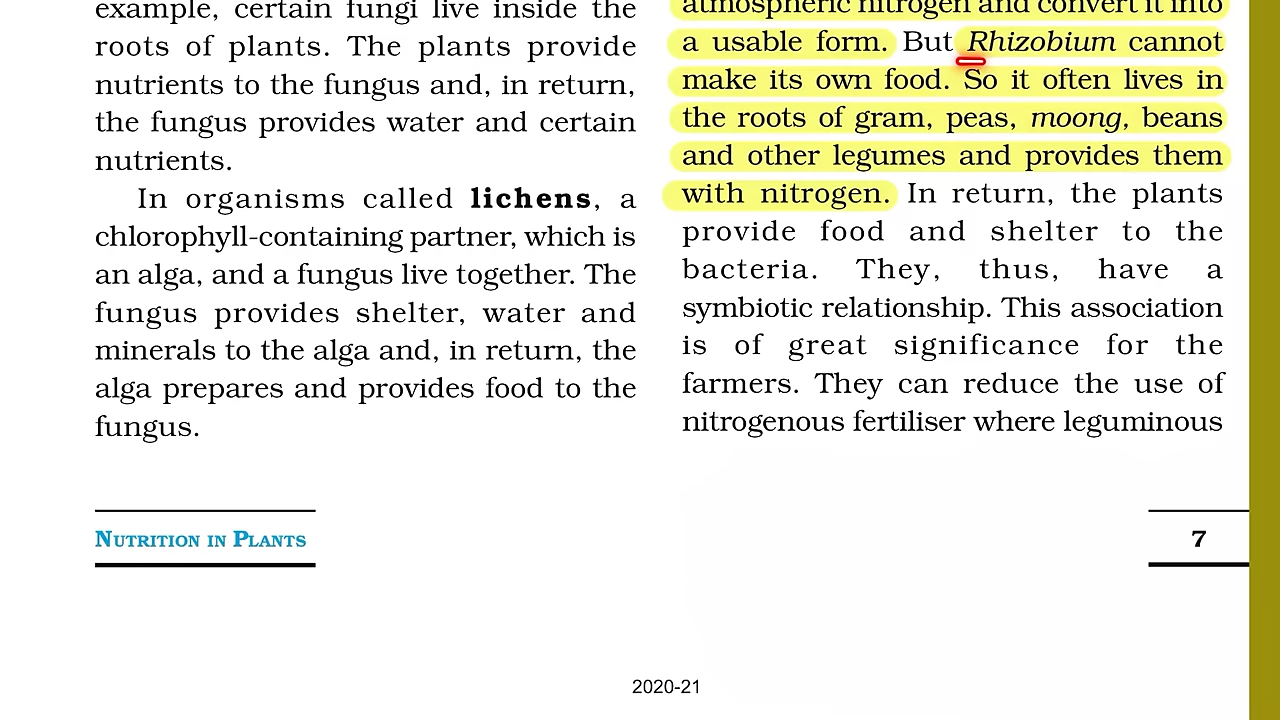 example, certain fungi live inside the
roots of plants. The plants provide
nutrients to the fungus and, in return,
the fungus provides water and certain
nutrients.
In organisms called lichens, a
chlorophyll-containing partner, which is
an alga, and a fungus live together. The
fungus provides shelter, water and
minerals to the alga and, in return, the
alga prepares and provides food to the
fungus.
atmospheric nitrogen and convert it into
a usable form. But Rhizobium cannot
make its own food. So it often lives in
the roots of gram, peas, moong, beans
and other legumes and provides them
with nitrogen. In return, the plants
provide food and shelter to the
bacteria. They, thus, have a
symbiotic relationship. This association
is of great significance for the
farmers. They can reduce the use of
nitrogenous fertiliser where leguminous
NUTRITION IN PLANTS
7
2020-21